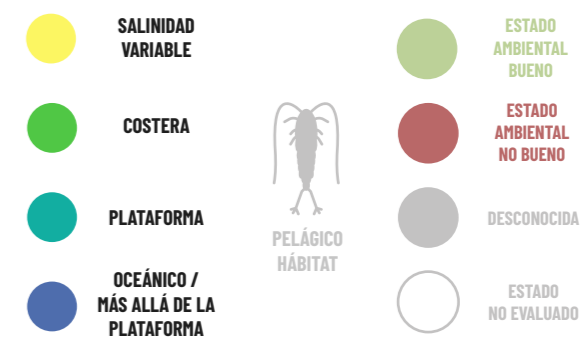 SALINIDAD
VARIABLE
COSTERA
PLATAFORMA
OCEÁNICO /
MÁS ALLÁ DE LA
PLATAFORMA
PELÁGICO
HÁBITAT
ESTADO
AMBIENTAL
BUENO
ESTADO
AMBIENTAL
NO BUENO
DESCONOCIDA
ESTADO
NO EVALUADO